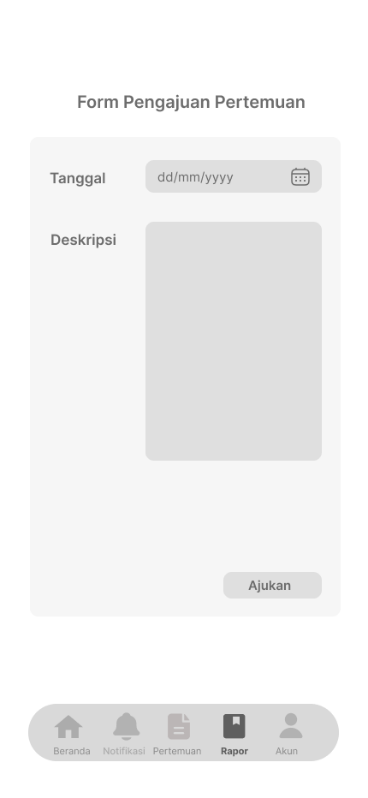 Form Pengajuan Pertemuan
Tanggal
dd/mm/yyyy
Deskripsi
Ajukan
Beranda Notifikasi Pertemuan Rapor Akun